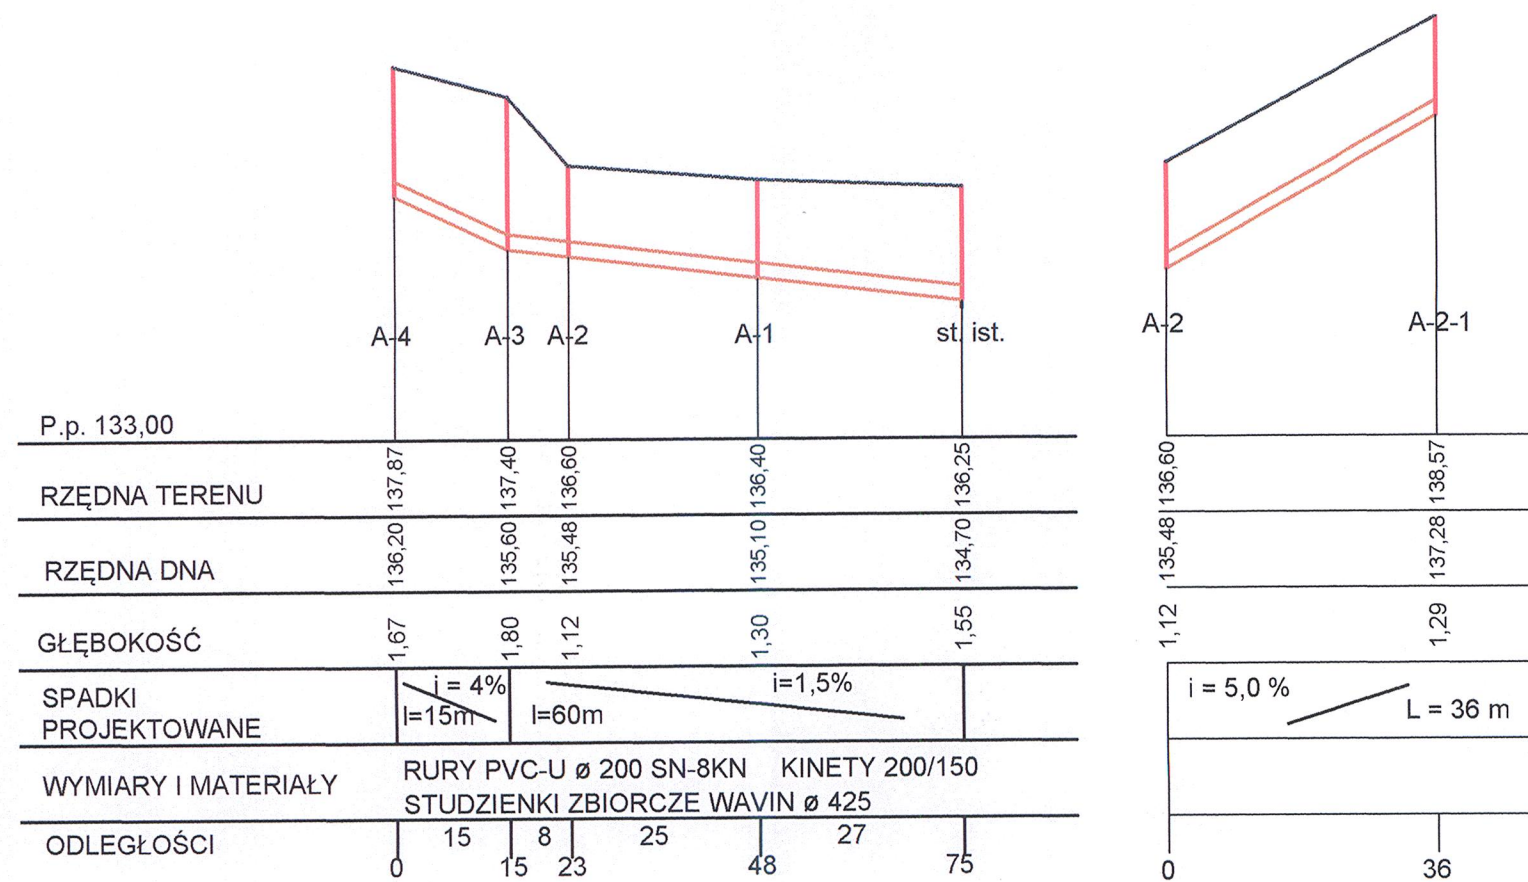 A-4 A-3 A-2 A-1 st. ist. A-2 A-2-1
P.p. 133,00
RZĘDNA TERENU 137,87 137,40 136,60 136,40 136,25 136,60 138,57
RZĘDNA DNA 136,20 135,60 135,48 135,10 134,70 135,48 137,28
GŁĘBOKOŚĆ 1,67 1,80 1,12 1,30 1,55 1,12 1,29
SPADKI i = 4% i=1,5% i = 5,0 %
PROJEKTOWANE l=15m l=60m L = 36 m
WYMIARY I MATERIAŁY RURY PVC-U ø 200 SN-8KN KINETY 200/150
STUDZIENKI ZBIORCZE WAVIN ø 425
ODLEGŁOŚCI 15 8 25 27
0 15 23 48 75 0 36